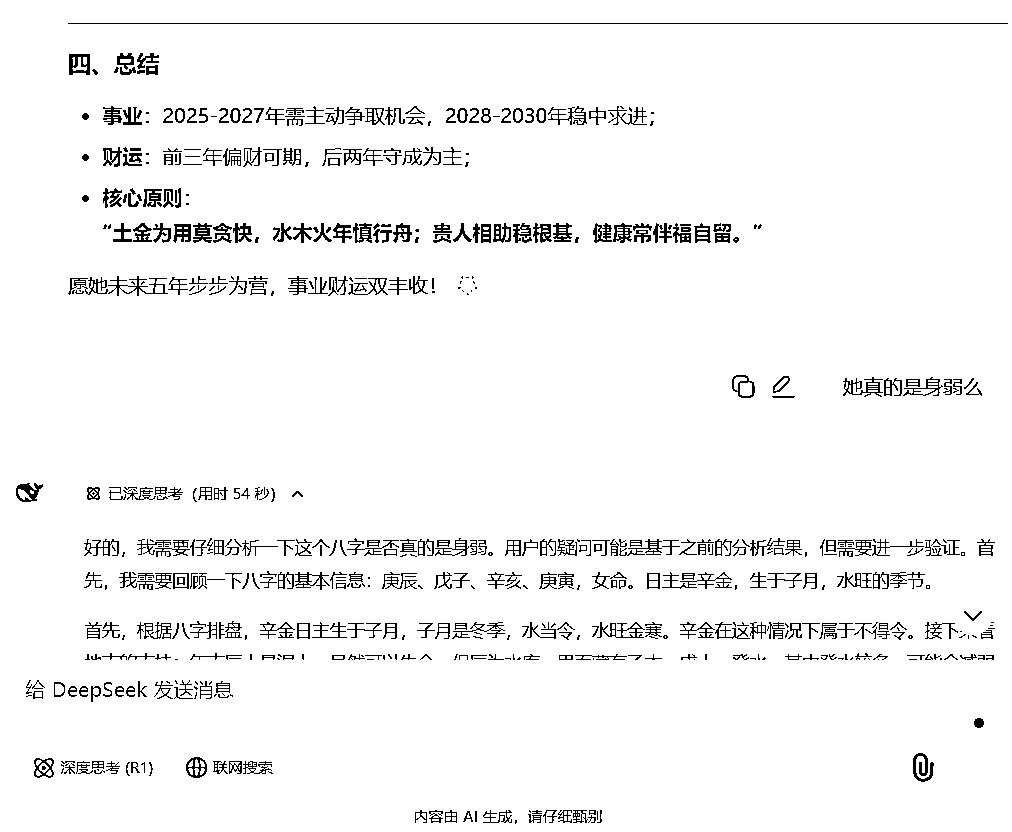 四、总结
事业：2025-2027年需主动争取机会，2028-2030年稳中求进；
财运：前三年偏财可期，后两年守成为主；
核心原则：
“土金为用莫贪快，水木火年慎行舟；贵人相助稳根基，健康常伴福自留。”
愿她未来五年步步为营，事业财运双丰收！
她真的是身弱么
已深度思考（用时 54 秒）
好的，我需要仔细分析一下这个八字是否真的是身弱。用户的疑问可能是基于之前的分析结果，但需要进一步验证。首
先，我需要回顾一下八字的基本信息：庚辰、戊子、辛亥、庚寅，女命。日主是辛金，生于子月，水旺的季节。
首先，根据八字排盘，辛金日主生于子月，子月是冬季，水当令，水旺金寒。辛金在这种情况下属于不得令。接下来看
给 DeepSeek 发送消息
深度思考 (R1) 联网搜索
内容由 AI 生成，请仔细甄别